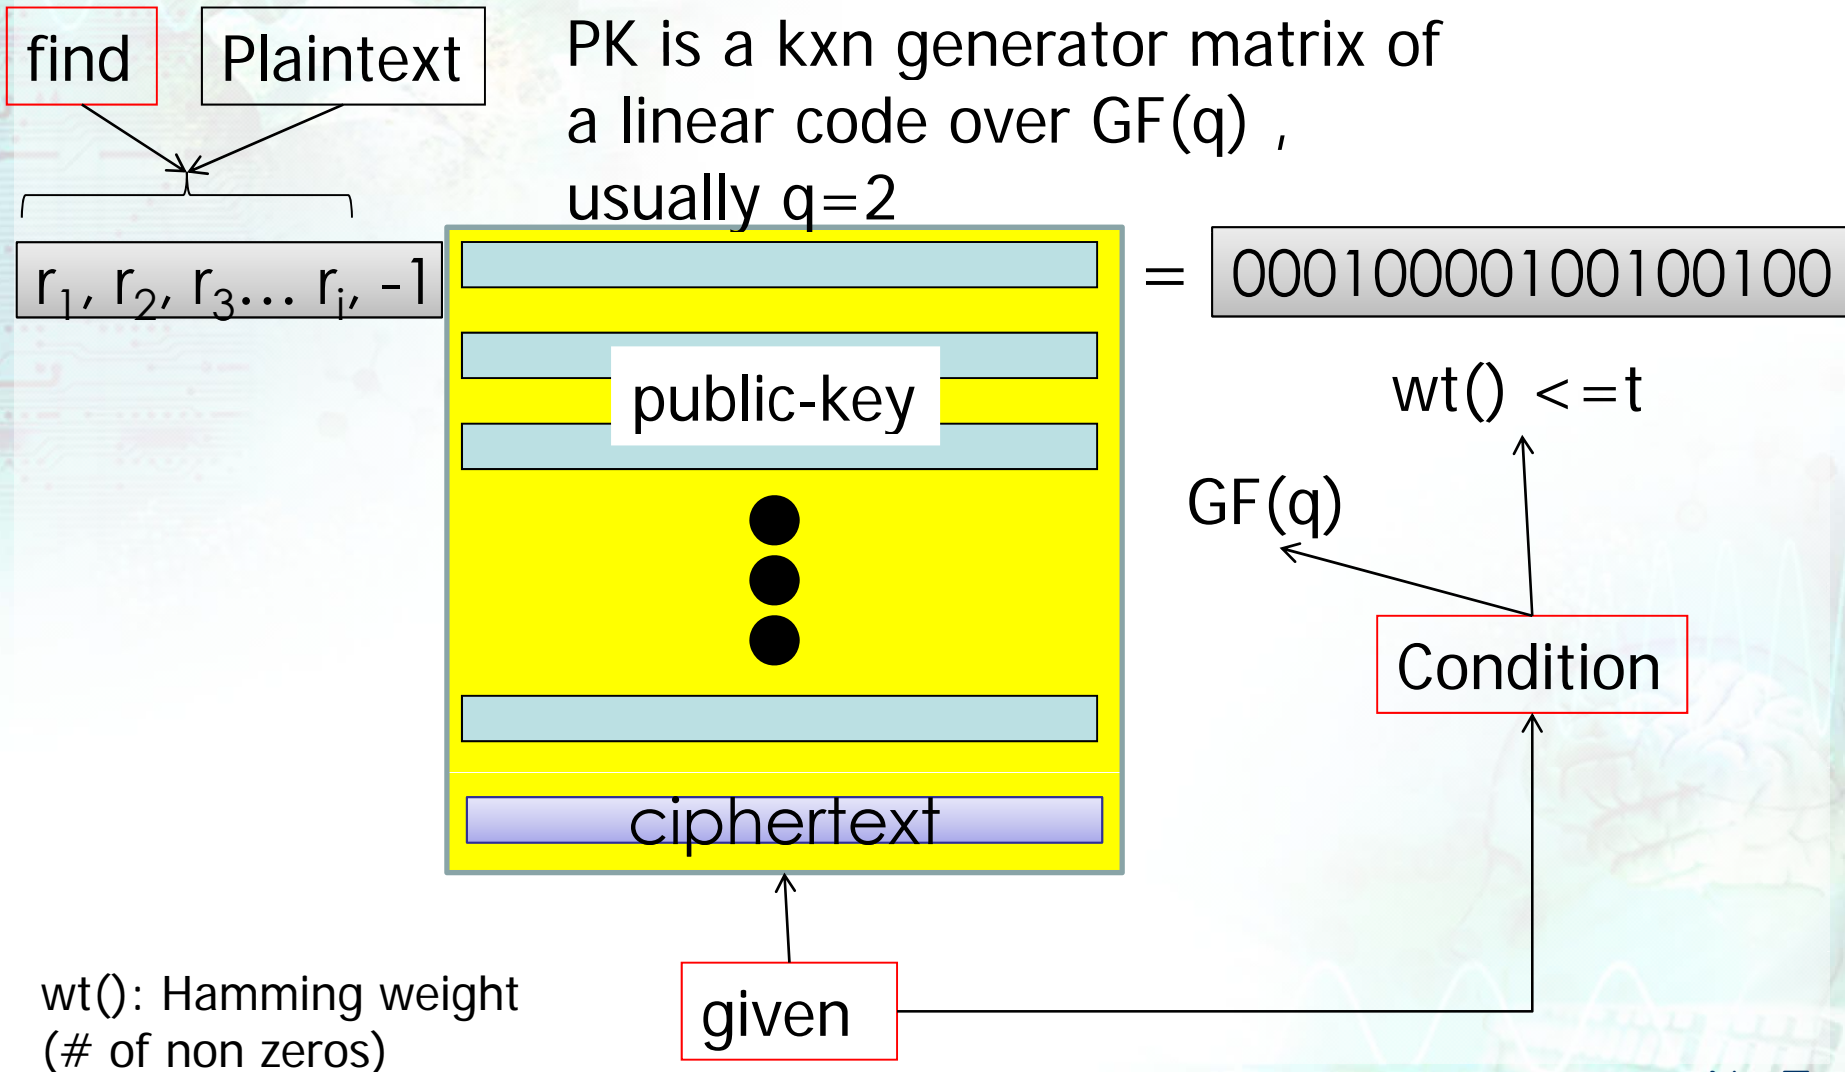 find
Plaintext
PK is a kxn generator matrix of
a linear code over GF(q) ,
usually q=2
r1, r2, r3… ri, -1
=
00010000100100100
public-key
wt() <=t
GF(q)
Condition
ciphertext
given
wt(): Hamming weight
(# of non zeros)